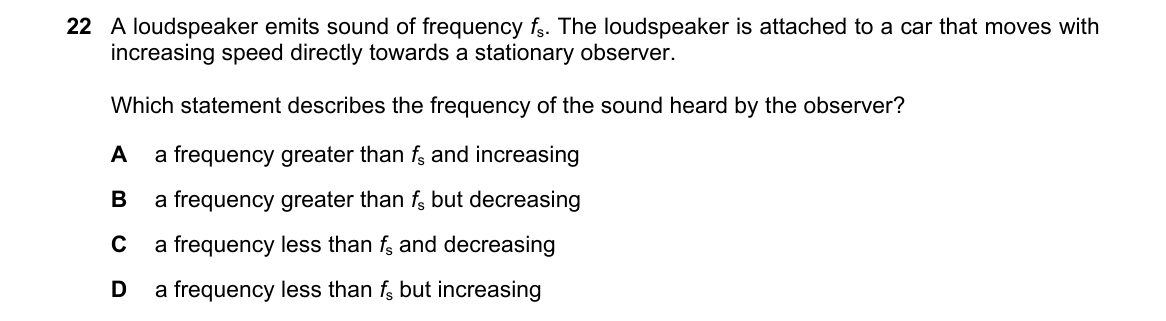 22 A loudspeaker emits sound of frequency fs. The loudspeaker is attached to a car that moves with
increasing speed directly towards a stationary observer.
Which statement describes the frequency of the sound heard by the observer?
A a frequency greater than fs and increasing
B a frequency greater than fs but decreasing
C a frequency less than fs and decreasing
D a frequency less than fs but increasing